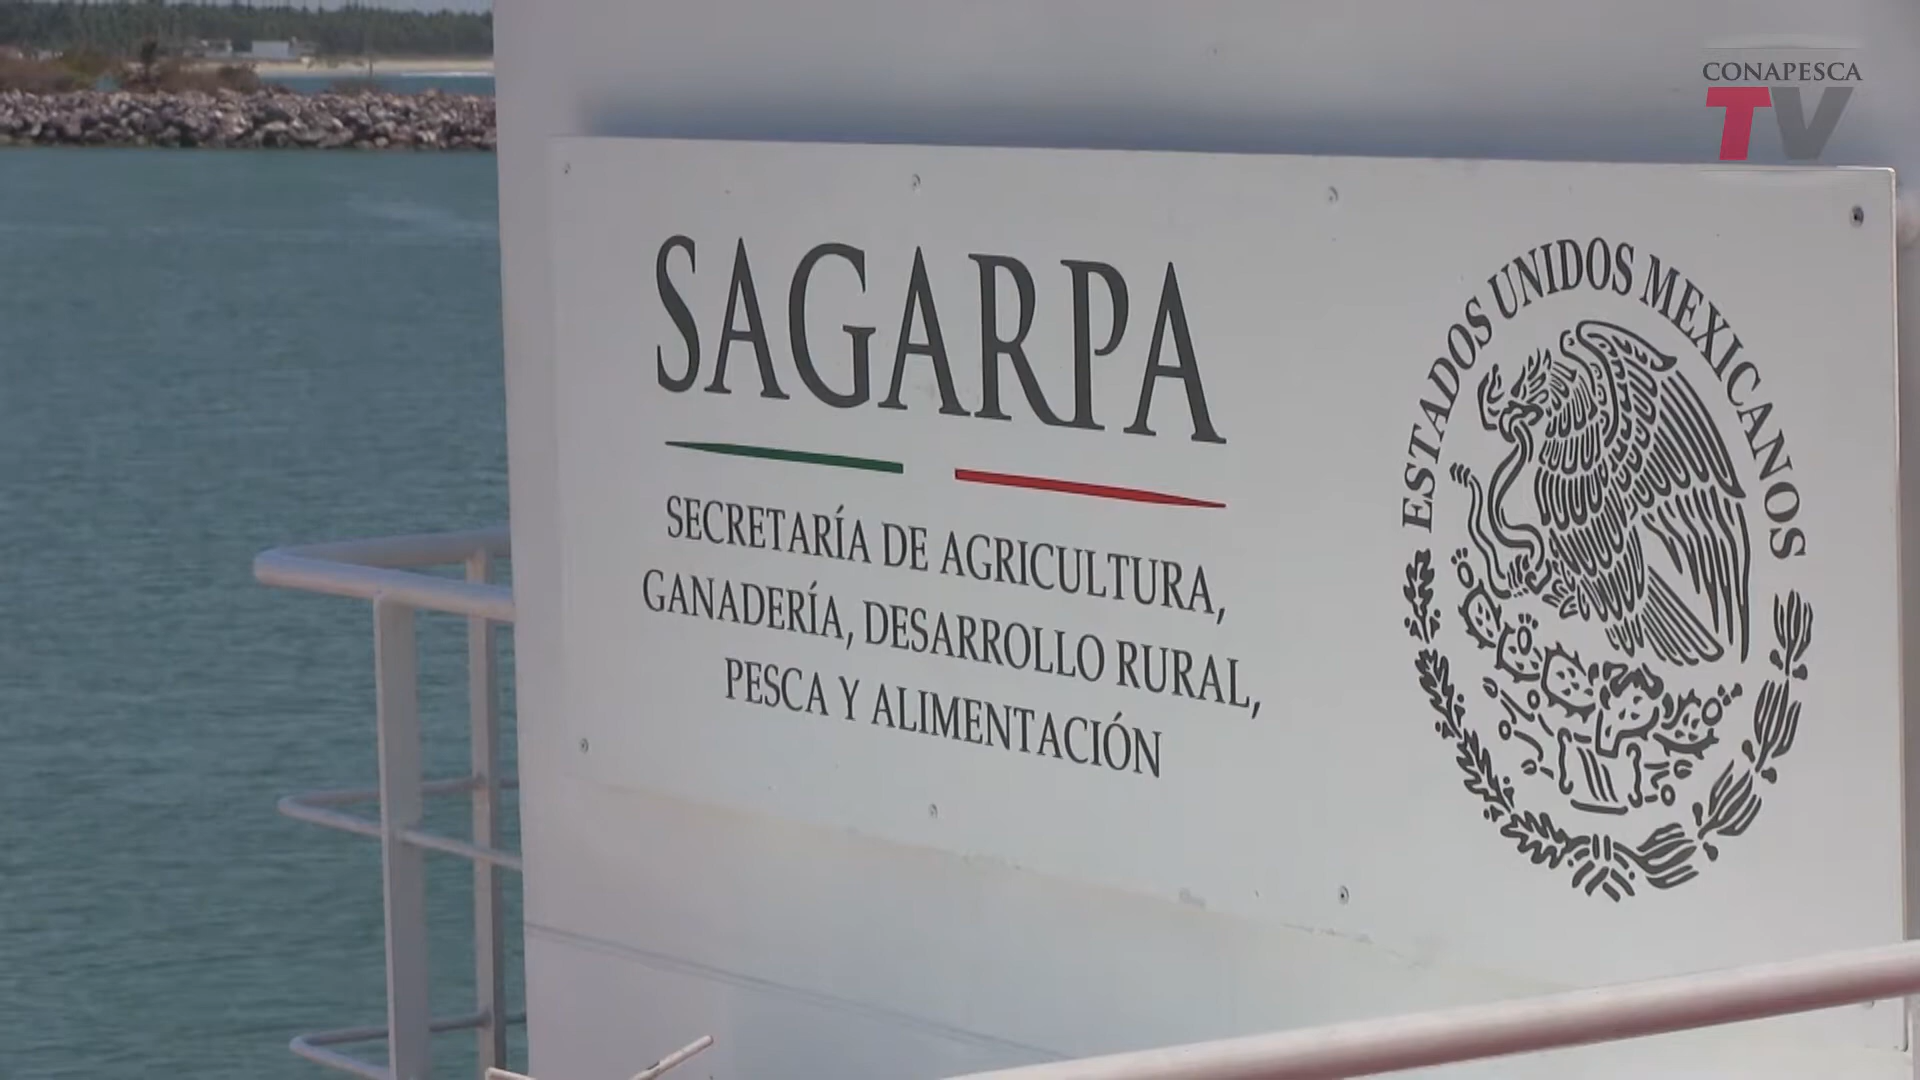 CONAPESCA
TV
SAGARPA
SECRETARÍA DE AGRICULTURA,
GANADERÍA, DESARROLLO RURAL,
PESCA Y ALIMENTACIÓN
ESTADOS UNIDOS MEXICANOS